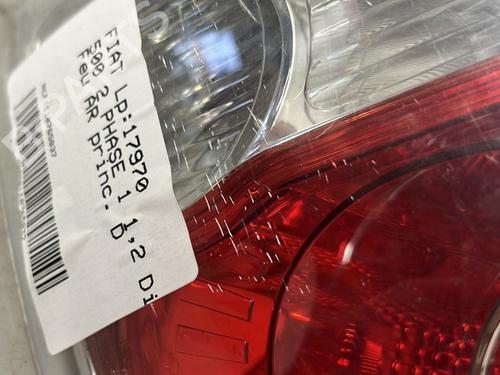 FIAT LP:17970
500 2 PHASE 1 1,2 Di
Feu AR princ. D